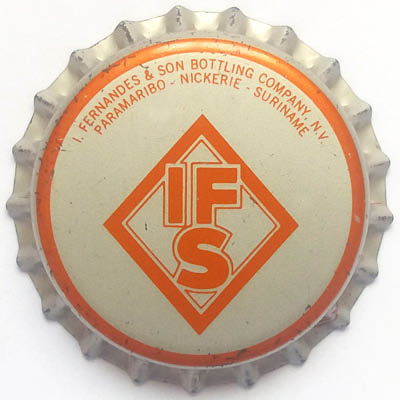 I. FERNANDES & SON BOTTLING COMPANY, N.V.
PARAMARIBO - NICKERIE - SURINAME
IF
S